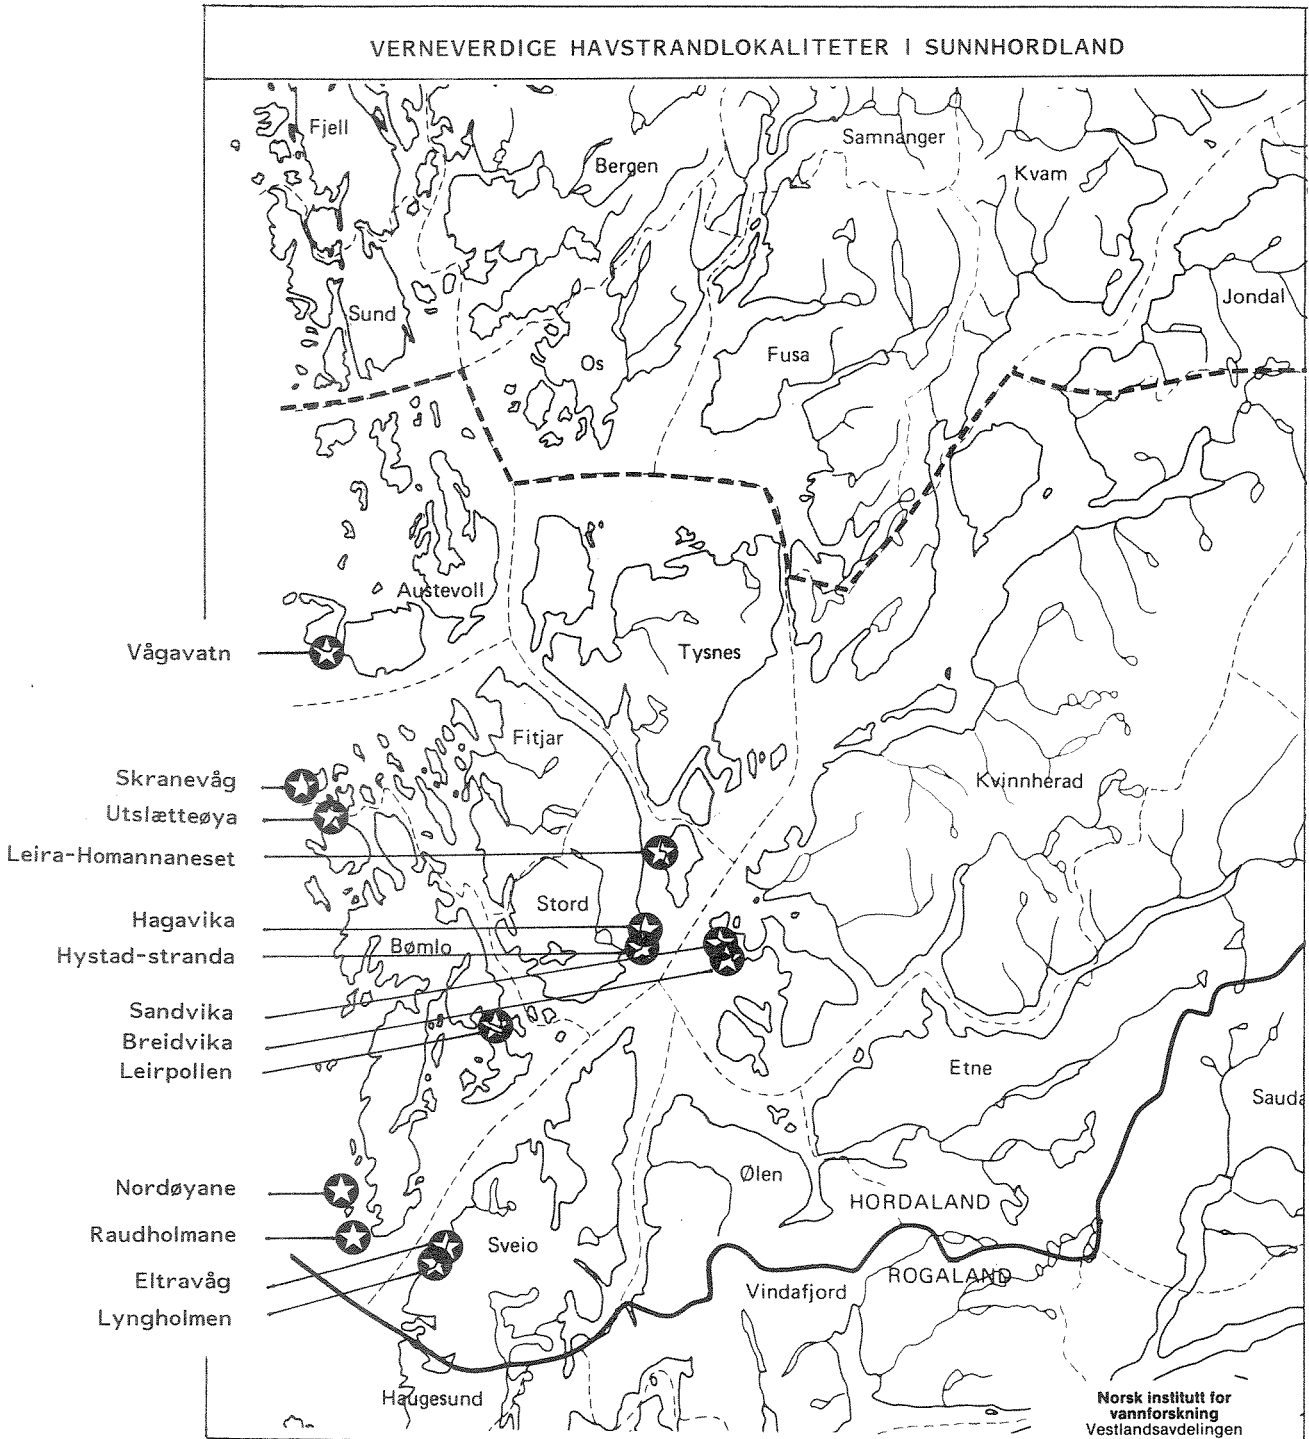 VERNEVERDIGE HAVSTRANDLOKALITETER I SUNNHORDLAND
Fjell
Bergen
Samnanger
Kvam
Jondal
Sund
Os
Fusa
Austevoll
Vågavatn
Tysnes
Fitjar
Kvinnherad
Skranevåg
Utslætteøya
Leira-Homannaneset
Stord
Hagavika
Bømlo
Hystad-stranda
Sandvika
Breidvika
Leirpollen
Etne
Sauda
Ølen
Nordøyane
HORDALAND
Raudholmane
Sveio
Eltravåg
ROGALAND
Vindafjord
Lyngholmen
Haugesund
Norsk institutt for
vannforskning
Vestlandsavdelingen